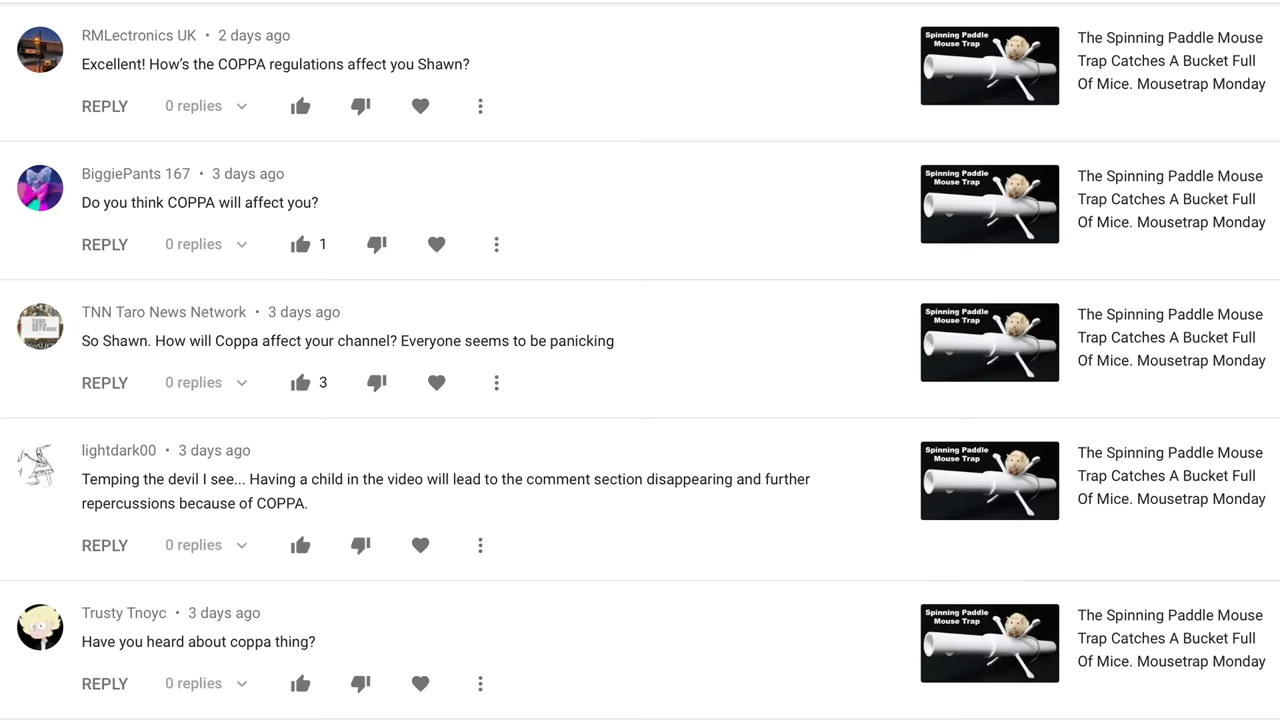 RMLectronics UK • 2 days ago
Excellent! How's the COPPA regulations affect you Shawn?
REPLY 0 replies
Spinning Paddle
Mouse Trap
The Spinning Paddle Mouse
Trap Catches A Bucket Full
Of Mice. Mousetrap Monday
BiggiePants 167 • 3 days ago
Do you think COPPA will affect you?
REPLY 0 replies 1
Spinning Paddle
Mouse Trap
The Spinning Paddle Mouse
Trap Catches A Bucket Full
Of Mice. Mousetrap Monday
TNN Taro News Network • 3 days ago
So Shawn. How will Coppa affect your channel? Everyone seems to be panicking
REPLY 0 replies 3
Spinning Paddle
Mouse Trap
The Spinning Paddle Mouse
Trap Catches A Bucket Full
Of Mice. Mousetrap Monday
lightdark00 • 3 days ago
Temping the devil I see... Having a child in the video will lead to the comment section disappearing and further
repercussions because of COPPA.
REPLY 0 replies
Spinning Paddle
Mouse Trap
The Spinning Paddle Mouse
Trap Catches A Bucket Full
Of Mice. Mousetrap Monday
Trusty Tnoyc • 3 days ago
Have you heard about coppa thing?
REPLY 0 replies
Spinning Paddle
Mouse Trap
The Spinning Paddle Mouse
Trap Catches A Bucket Full
Of Mice. Mousetrap Monday